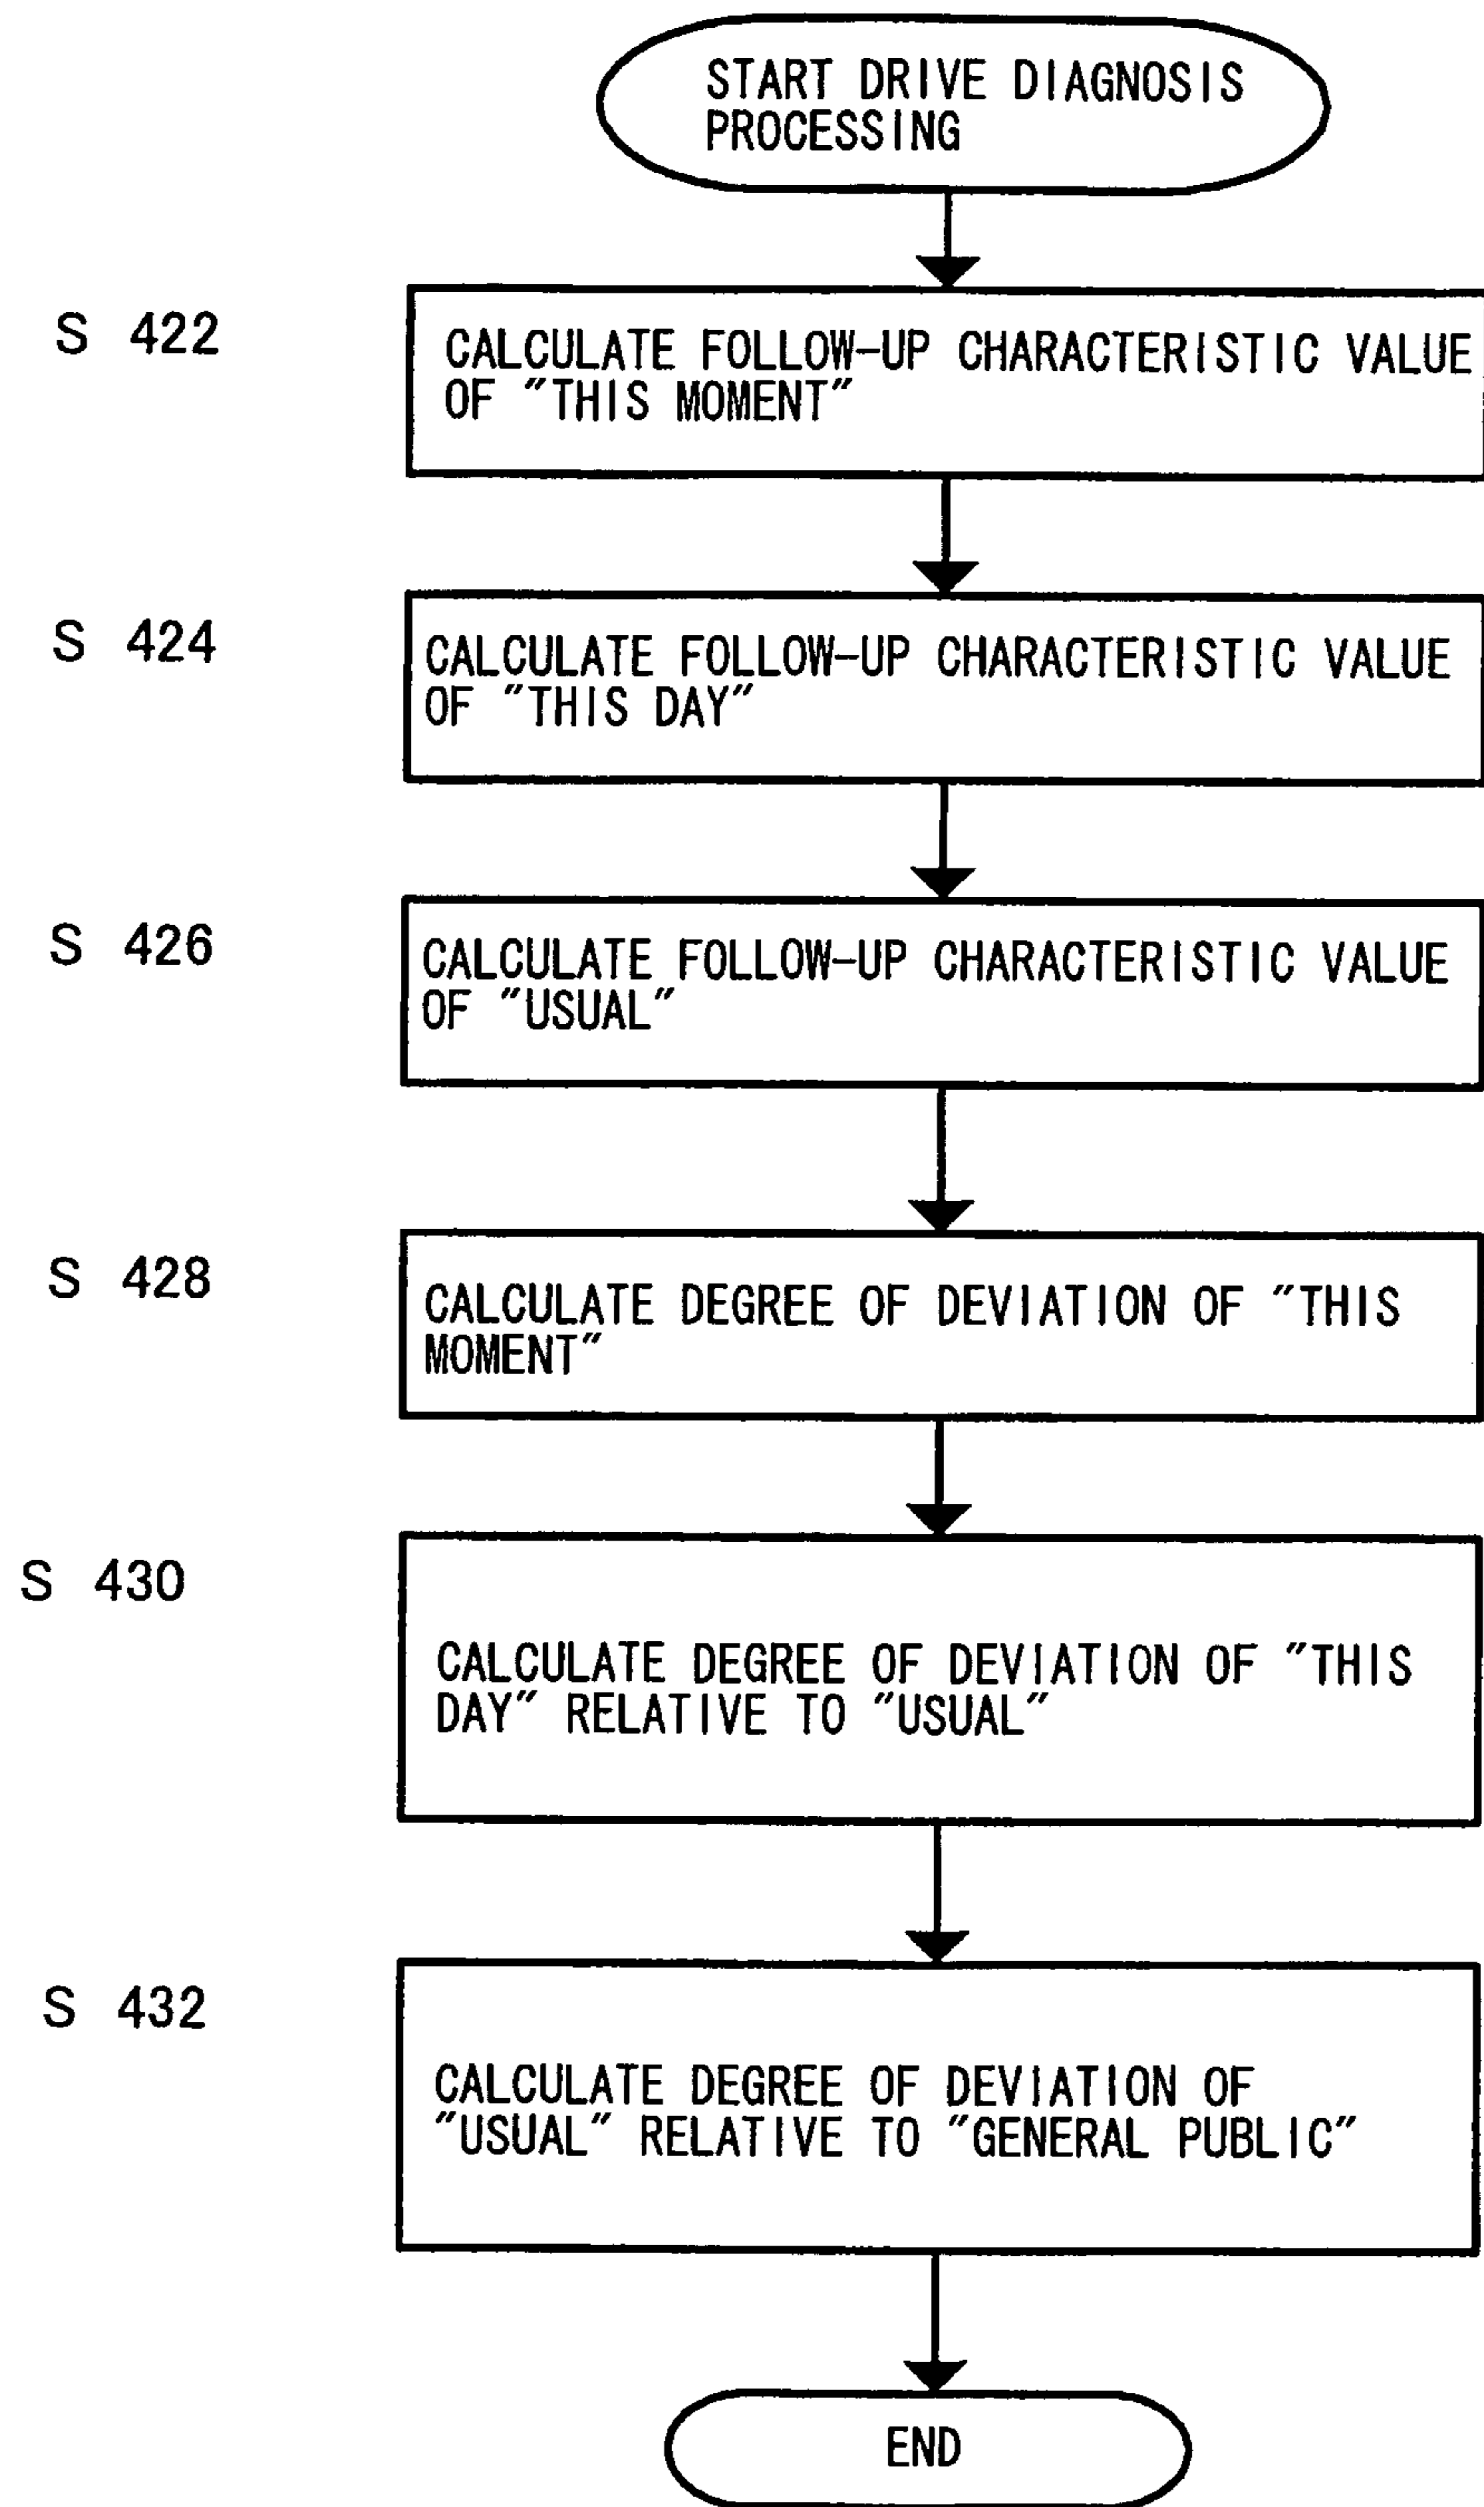 START DRIVE DIAGNOSIS
PROCESSING
S 422
CALCULATE FOLLOW-UP CHARACTERISTIC VALUE
OF "THIS MOMENT"
S 424
CALCULATE FOLLOW-UP CHARACTERISTIC VALUE
OF "THIS DAY"
S 426
CALCULATE FOLLOW-UP CHARACTERISTIC VALUE
OF "USUAL"
S 428
CALCULATE DEGREE OF DEVIATION OF "THIS
MOMENT"
S 430
CALCULATE DEGREE OF DEVIATION OF "THIS
DAY" RELATIVE TO "USUAL"
S 432
CALCULATE DEGREE OF DEVIATION OF
"USUAL" RELATIVE TO "GENERAL PUBLIC"
END